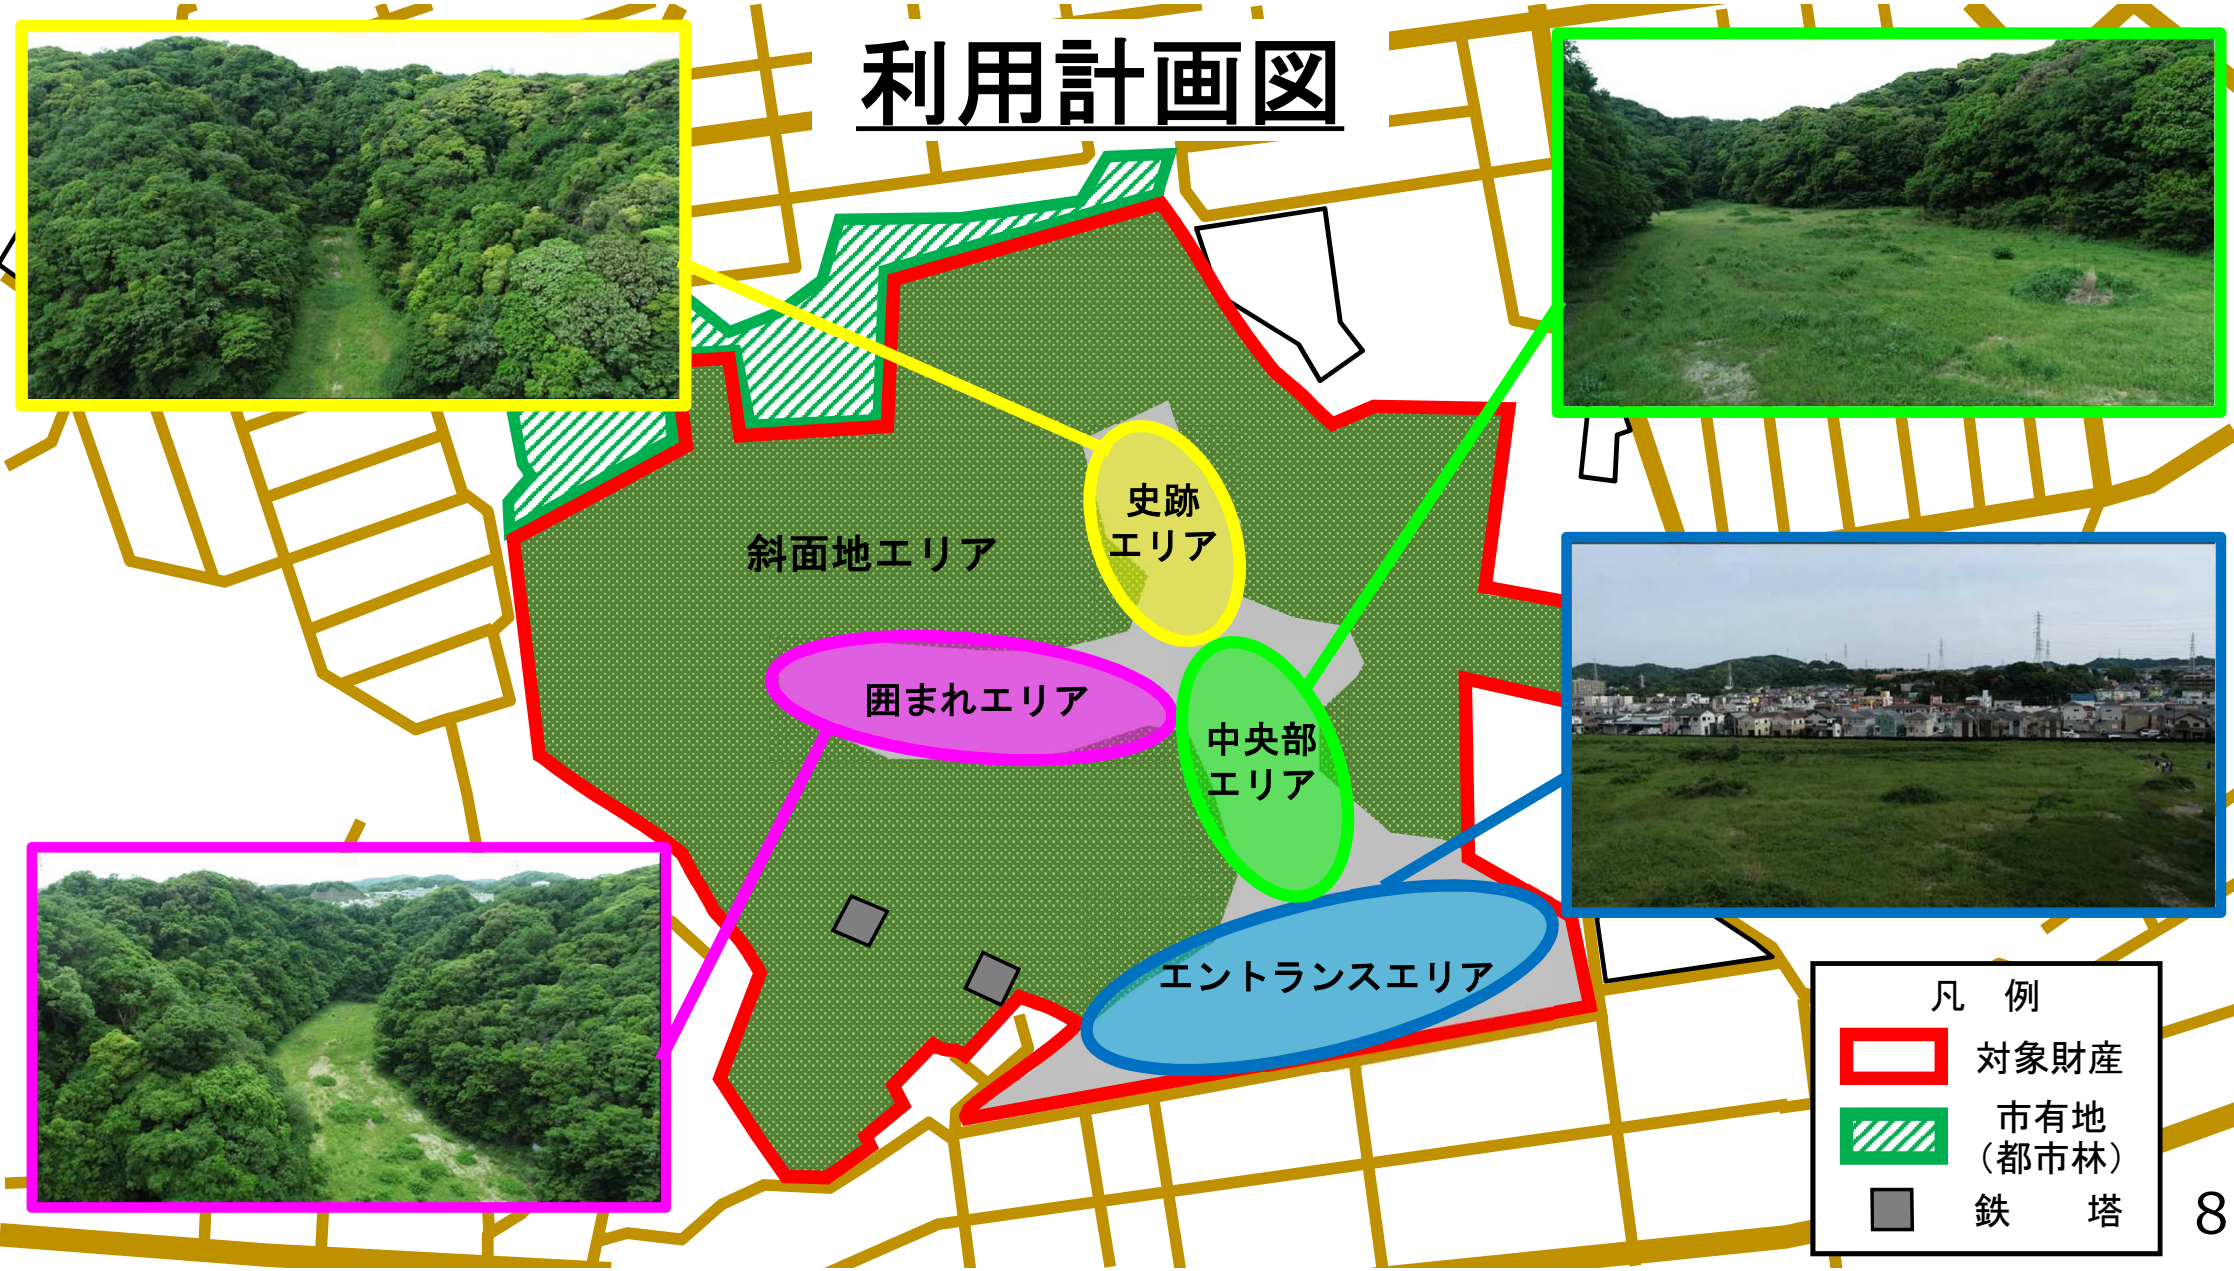 利用計画図
史跡
エリア
斜面地エリア
囲まれエリア
中央部
エリア
エントランスエリア
凡　例
対象財産
市有地
（都市林）
鉄　　塔
8